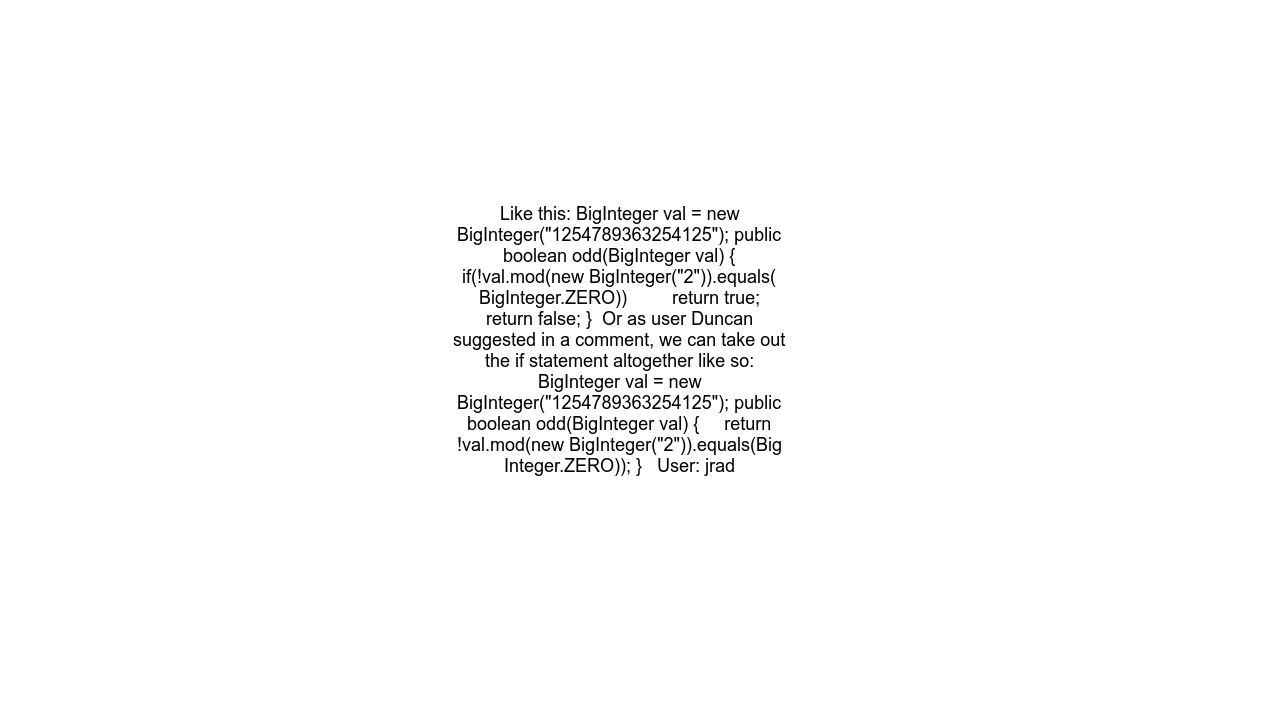 Like this: BigInteger val = new
BigInteger("1254789363254125"); public
boolean odd(BigInteger val) {
if(!val.mod(new BigInteger("2")).equals(
BigInteger.ZERO))         return true;
return false; }  Or as user Duncan
suggested in a comment, we can take out
the if statement altogether like so:
BigInteger val = new
BigInteger("1254789363254125"); public
boolean odd(BigInteger val) {     return
!val.mod(new BigInteger("2")).equals(Big
Integer.ZERO)); }   User: jrad